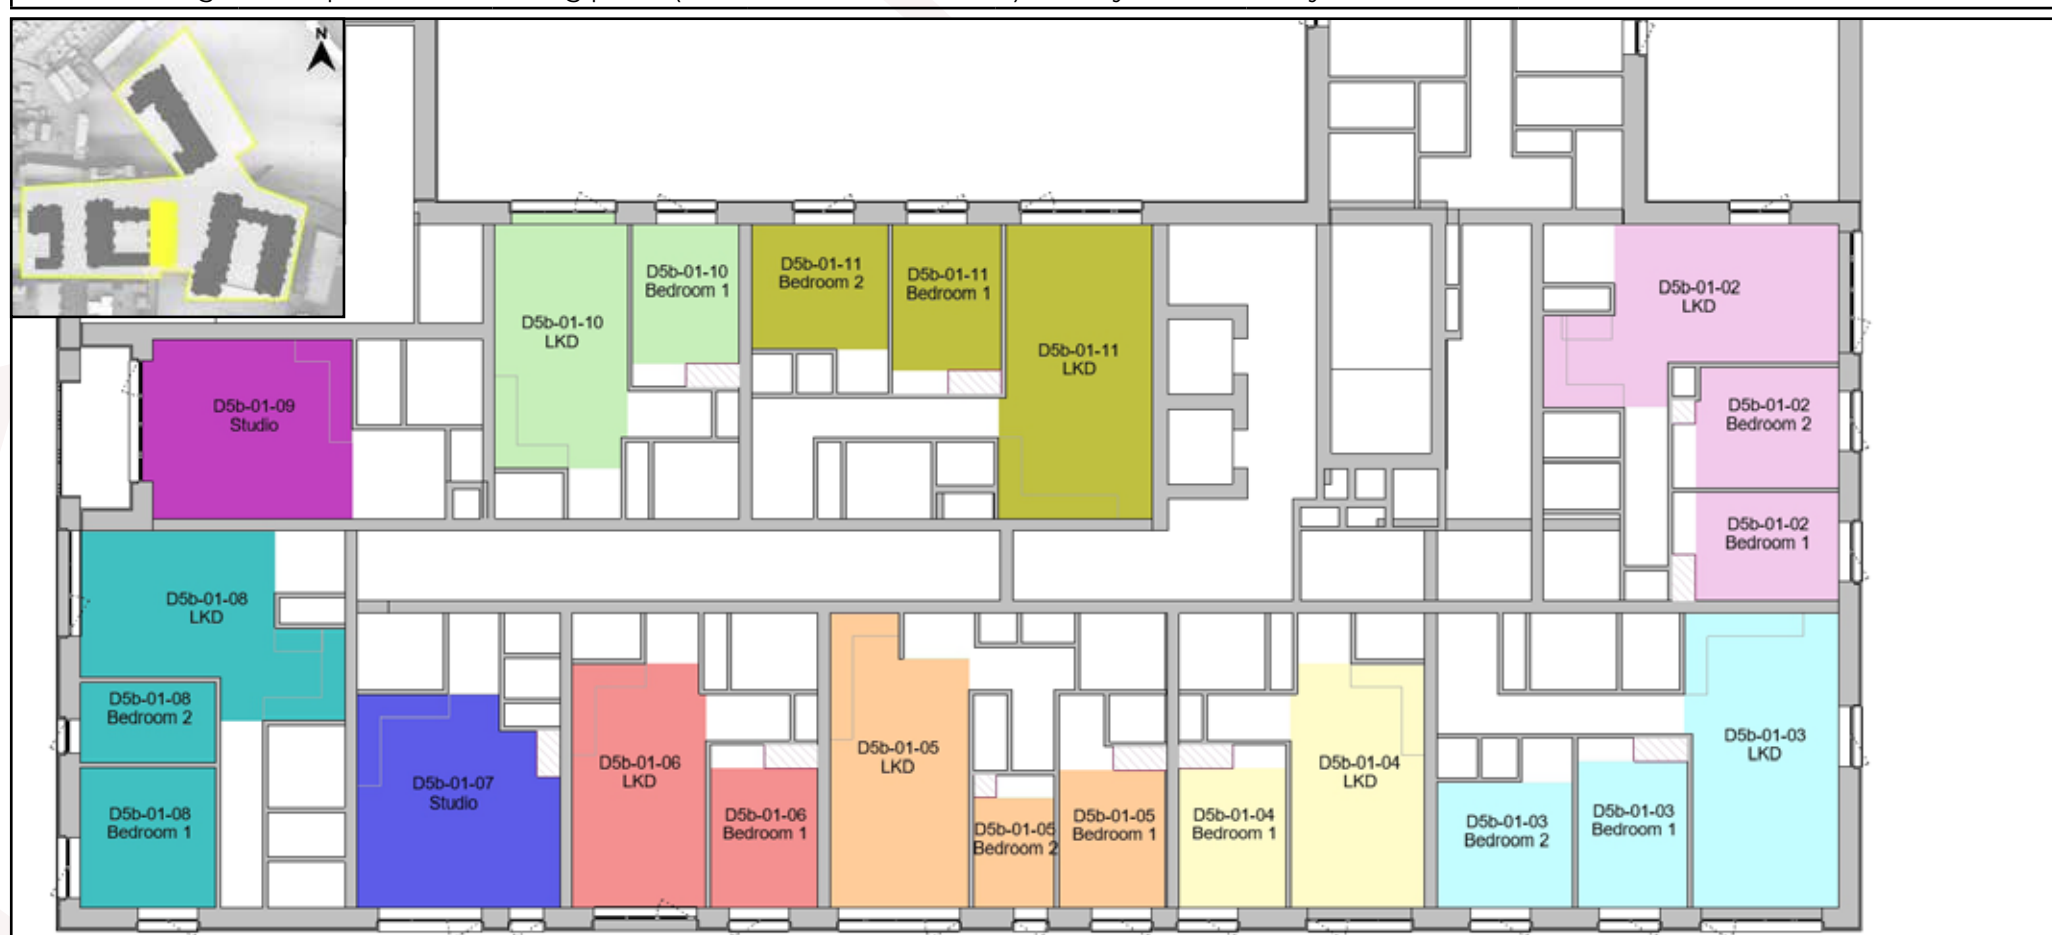 N
D5b-01-10
LKD
D5b-01-10
Bedroom 1
D5b-01-11
Bedroom 2
D5b-01-11
Bedroom 1
D5b-01-11
LKD
D5b-01-02
LKD
D5b-01-09
Studio
D5b-01-02
Bedroom 2
D5b-01-02
Bedroom 1
D5b-01-08
LKD
D5b-01-08
Bedroom 2
D5b-01-08
Bedroom 1
D5b-01-07
Studio
D5b-01-06
LKD
D5b-01-06
Bedroom 1
D5b-01-05
LKD
D5b-01-05
Bedroom 2
D5b-01-05
Bedroom 1
D5b-01-04
Bedroom 1
D5b-01-04
LKD
D5b-01-03
Bedroom 2
D5b-01-03
Bedroom 1
D5b-01-03
LKD